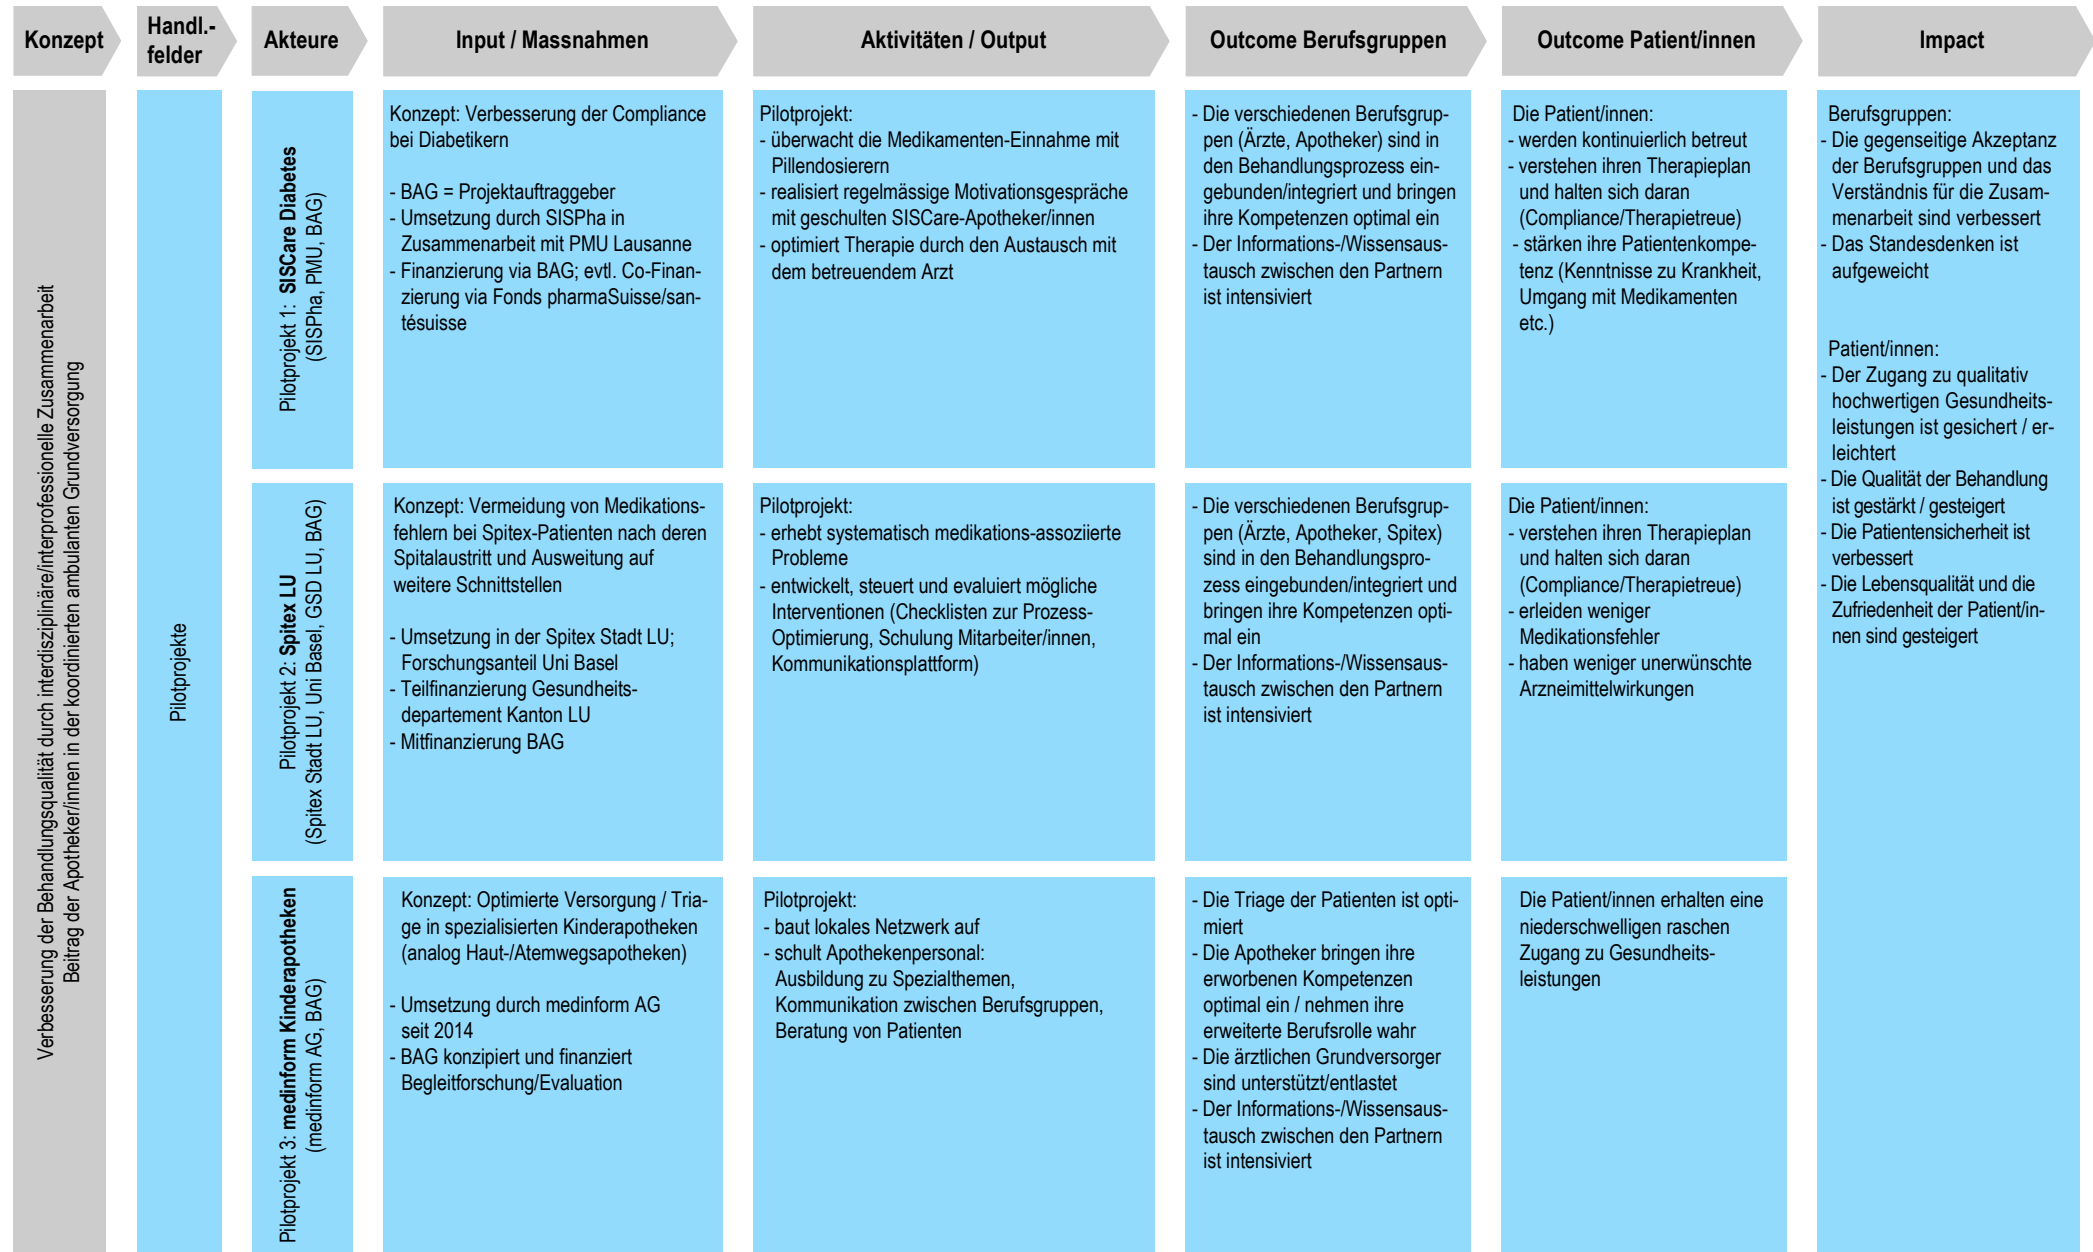 Konzept
Handl.-
felder
Akteure
Input / Massnahmen
Aktivitäten / Output
Outcome Berufsgruppen
Outcome Patient/innen
Impact
Verbesserung der Behandlungsqualität durch interdisziplinäre/interprofessionelle Zusammenarbeit
Beitrag der Apotheker/innen in der koordinierten ambulanten Grundversorgung
Pilotprojekte
Pilotprojekt 1: SISCare Diabetes
(SISPha, PMU, BAG)
Konzept: Verbesserung der Compliance
bei Diabetikern
- BAG = Projektauftraggeber
- Umsetzung durch SISPha in
Zusammenarbeit mit PMU Lausanne
- Finanzierung via BAG; evtl. Co-Finan-
zierung via Fonds pharmaSuisse/san-
tésuisse
Pilotprojekt:
- überwacht die Medikamenten-Einnahme mit
Pillendosierern
- realisiert regelmässige Motivationsgespräche
mit geschulten SISCare-Apotheker/innen
- optimiert Therapie durch den Austausch mit
dem betreuendem Arzt
- Die verschiedenen Berufsgrup-
pen (Ärzte, Apotheker) sind in
den Behandlungsprozess ein-
gebunden/integriert und bringen
ihre Kompetenzen optimal ein
- Der Informations-/Wissensaus-
tausch zwischen den Partnern
ist intensiviert
Die Patient/innen:
- werden kontinuierlich betreut
- verstehen ihren Therapieplan
und halten sich daran
(Compliance/Therapietreue)
- stärken ihre Patientenkompe-
tenz (Kenntnisse zu Krankheit,
Umgang mit Medikamenten
etc.)
Pilotprojekt 2: Spitex LU
(Spitex Stadt LU, Uni Basel, GSD LU, BAG)
Konzept: Vermeidung von Medikations-
fehlern bei Spitex-Patienten nach deren
Spitalaustritt und Ausweitung auf
weitere Schnittstellen
- Umsetzung in der Spitex Stadt LU;
Forschungsanteil Uni Basel
- Teilfinanzierung Gesundheits-
departement Kanton LU
- Mitfinanzierung BAG
Pilotprojekt:
- erhebt systematisch medikations-assoziierte
Probleme
- entwickelt, steuert und evaluiert mögliche
Interventionen (Checklisten zur Prozess-
Optimierung, Schulung Mitarbeiter/innen,
Kommunikationsplattform)
- Die verschiedenen Berufsgrup-
pen (Ärzte, Apotheker, Spitex)
sind in den Behandlungspro-
zess eingebunden/integriert und
bringen ihre Kompetenzen opti-
mal ein
- Der Informations-/Wissensaus-
tausch zwischen den Partnern
ist intensiviert
Die Patient/innen:
- verstehen ihren Therapieplan
und halten sich daran
(Compliance/Therapietreue)
- erleiden weniger
Medikationsfehler
- haben weniger unerwünschte
Arzneimittelwirkungen
Pilotprojekt 3: medinform Kinderapotheken
(medinform AG, BAG)
Konzept: Optimierte Versorgung / Tria-
ge in spezialisierten Kinderapotheken
(analog Haut-/Atemwegsapotheken)
- Umsetzung durch medinform AG
seit 2014
- BAG konzipiert und finanziert
Begleitforschung/Evaluation
Pilotprojekt:
- baut lokales Netzwerk auf
- schult Apothekenpersonal:
Ausbildung zu Spezialthemen,
Kommunikation zwischen Berufsgruppen,
Beratung von Patienten
- Die Triage der Patienten ist opti-
miert
- Die Apotheker bringen ihre
erworbenen Kompetenzen
optimal ein / nehmen ihre
erweiterte Berufsrolle wahr
- Die ärztlichen Grundversorger
sind unterstützt/entlastet
- Der Informations-/Wissensaus-
tausch zwischen den Partnern
ist intensiviert
Die Patient/innen erhalten eine
niederschwelligen raschen
Zugang zu Gesundheits-
leistungen
Berufsgruppen:
- Die gegenseitige Akzeptanz
der Berufsgruppen und das
Verständnis für die Zusam-
menarbeit sind verbessert
- Das Standesdenken ist
aufgeweicht
Patient/innen:
- Der Zugang zu qualitativ
hochwertigen Gesundheits-
leistungen ist gesichert / er-
leichtert
- Die Qualität der Behandlung
ist gestärkt / gesteigert
- Die Patientensicherheit ist
verbessert
- Die Lebensqualität und die
Zufriedenheit der Patient/in-
nen sind gesteigert